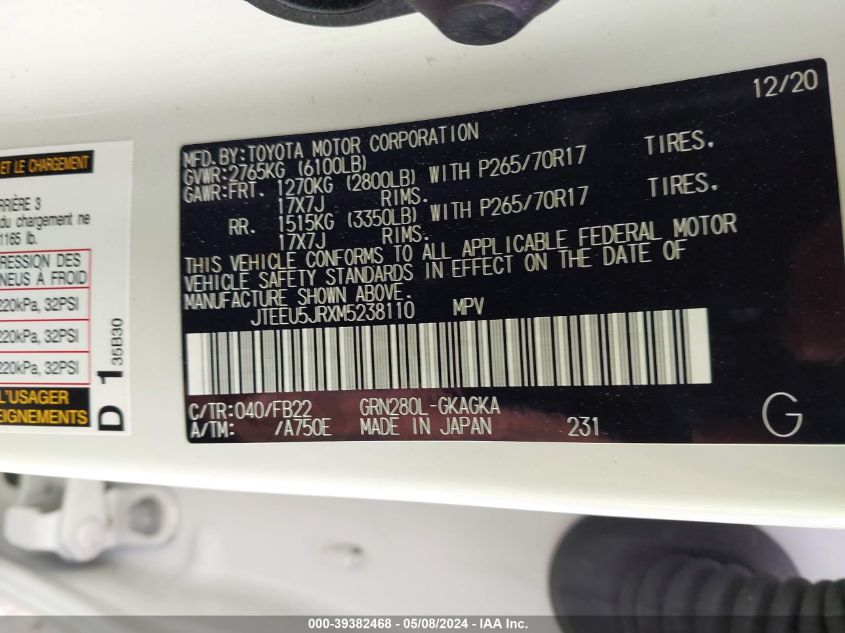 ET LE CHARGEMENT
RRIÈRE 3
du chargement ne
1165 lb.
RESSION DES
NEUS À FROID
220kPa, 32PSI
220kPa, 32PSI
220kPa, 32PSI
L'USAGER
SEIGNEMENTS
D 1 35B30
12/20
MFD.BY:TOYOTA MOTOR CORPORATION
GVWR:2765KG (6100LB)
GAWR:FRT. 1270KG (2800LB) WITH P265/70R17 TIRES.
17X7J RIMS.
RR. 1515KG (3350LB) WITH P265/70R17 TIRES.
17X7J RIMS.
THIS VEHICLE CONFORMS TO ALL APPLICABLE FEDERAL MOTOR
VEHICLE SAFETY STANDARDS IN EFFECT ON THE DATE OF
MANUFACTURE SHOWN ABOVE.
JTEEU5JRXM5238110 MPV
C/TR:040/FB22 GRN280L-GKAGKA
A/TM: /A750E MADE IN JAPAN 231
G
000-39382468 - 05/08/2024 - IAA Inc.